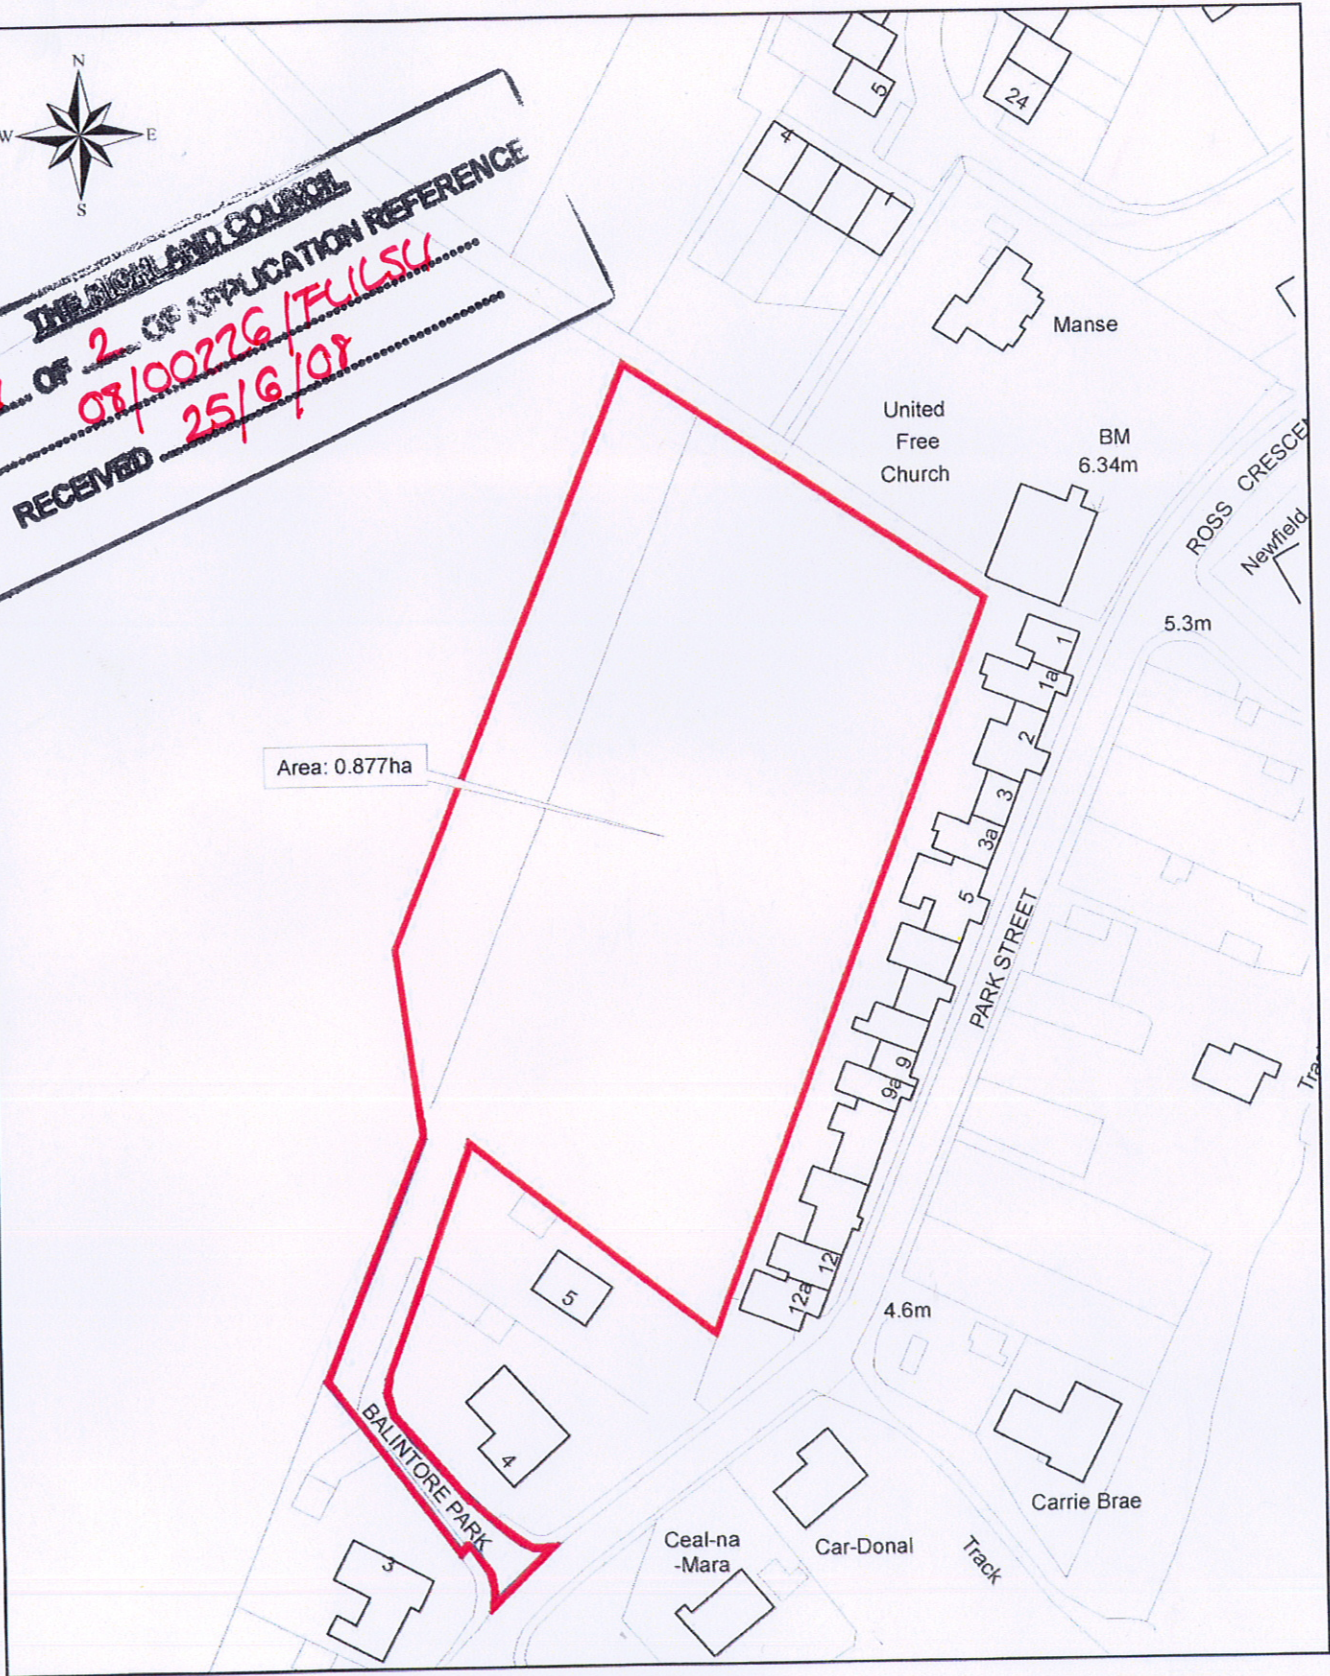 N
W
E
S
THE HIGHLAND COUNCIL
OF 2 OF APPLICATION REFERENCE
08/00226/FULSU
RECEIVED 25/6/08
5
24
4
1
Manse
United
Free
Church
BM
6.34m
ROSS CRESCEN
Newfield
5.3m
1
1a
2
3
3a
5
PARK STREET
9
9a
12
12a
4.6m
Area: 0.877ha
Tra
5
4
BALINTORE PARK
3
Ceal-na
-Mara
Car-Donal
Track
Carrie Brae